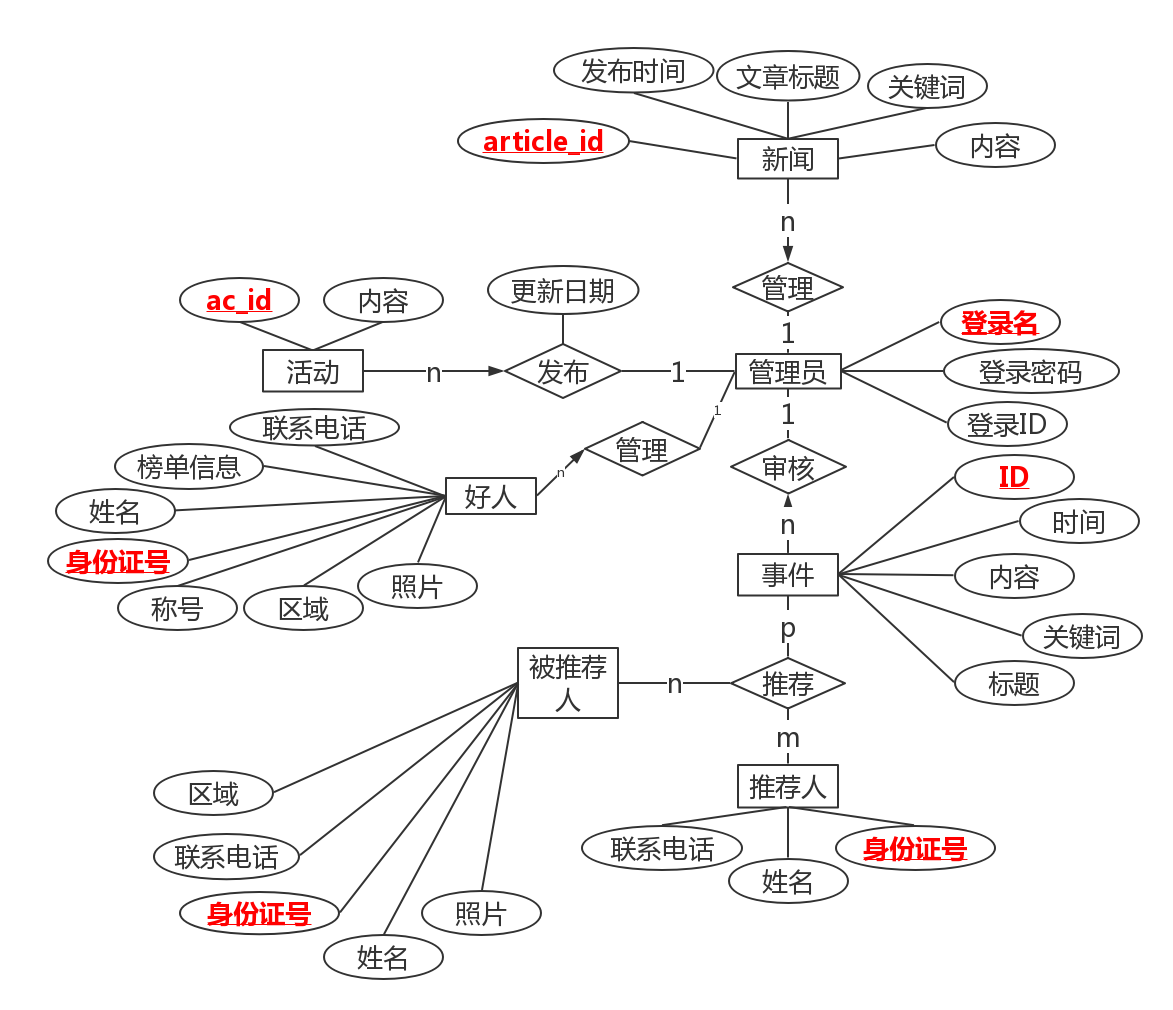 发布时间
文章标题
关键词
article_id
新闻
内容
n
管理
1
ac_id
内容
更新日期
活动
n
发布
1
管理员
登录名
登录密码
登录ID
1
1
联系电话
榜单信息
姓名
身份证号
称号
区域
照片
好人
n
管理
审核
n
ID
时间
内容
关键词
标题
事件
p
被推荐
人
n
推荐
m
推荐人
区域
联系电话
身份证号
姓名
照片
联系电话
姓名
身份证号